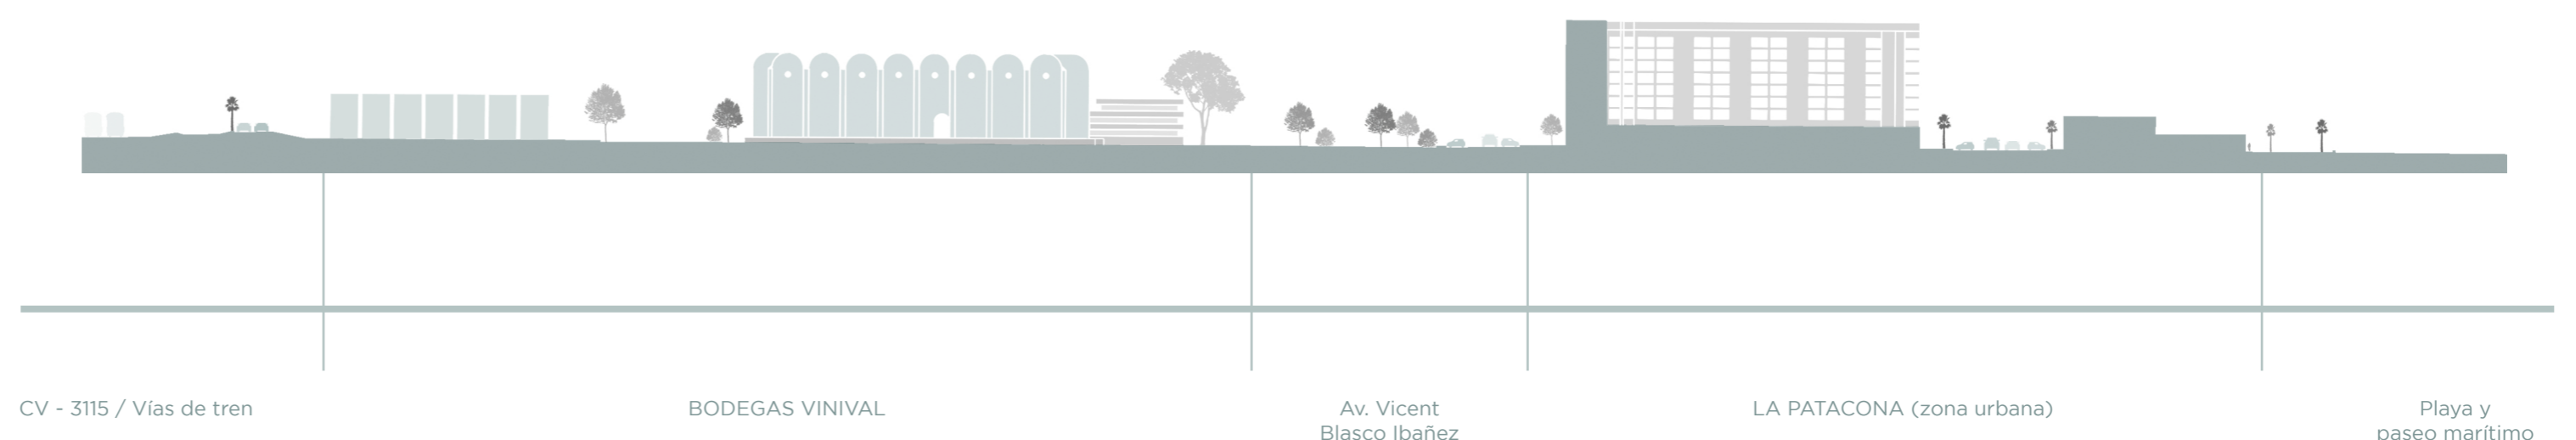 CV - 3115 / Vías de tren
BODEGAS VINIVAL
Av. Vicent
Blasco Ibañez
LA PATACONA (zona urbana)
Playa y
paseo marítimo